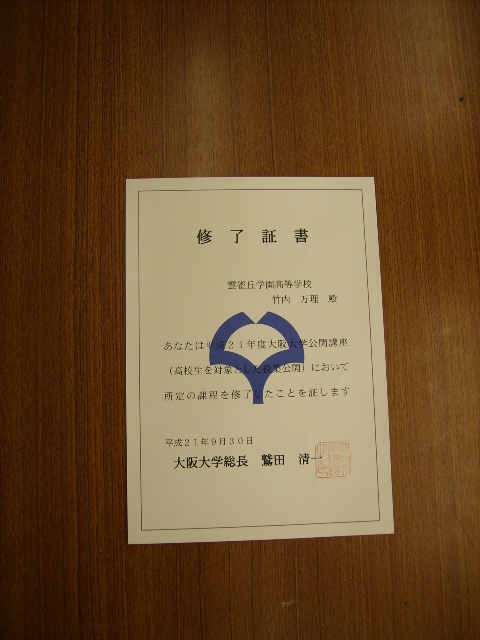 修了証書
雲雀丘学園高等学校
竹内 万理 殿
あなたは平成21年度大阪大学公開講座
（高校生を対象とした授業公開）において
所定の課程を修了したことを証します
平成21年9月30日
大阪大学総長 鷲田 清一